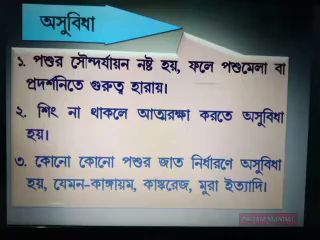 অসুবিধা
১. পশুর সৌন্দর্যায়ন নষ্ট হয়, ফলে পশুমেলা বা
প্রদর্শনিতে গুরুত্ব হারায়।
২. শিং না থাকলে আত্মরক্ষা করতে অসুবিধা
হয়।
৩. কোনো কোনো পশুর জাত নির্ধারণে অসুবিধা
হয়, যেমন-কাঙ্গায়ম, কাঙ্করেজ, মুরা ইত্যাদি।